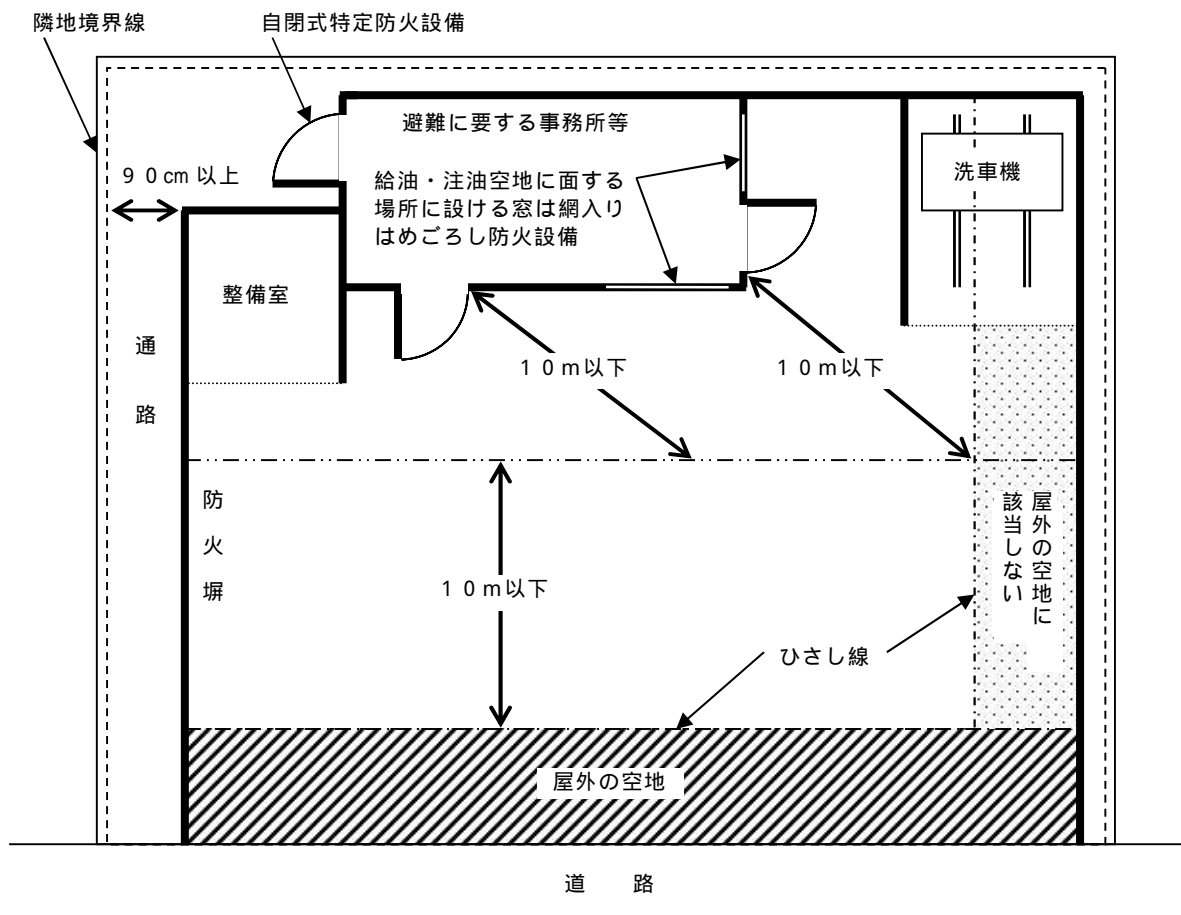 隣地境界線
自閉式特定防火設備
避難に要する事務所等
９０㎝以上
給油・注油空地に面する
場所に設ける窓は網入り
はめごろし防火設備
洗車機
整備室
通路
１０ｍ以下
１０ｍ以下
防火塀
屋外の空地に
該当しない
１０ｍ以下
ひさし線
屋外の空地
道　路